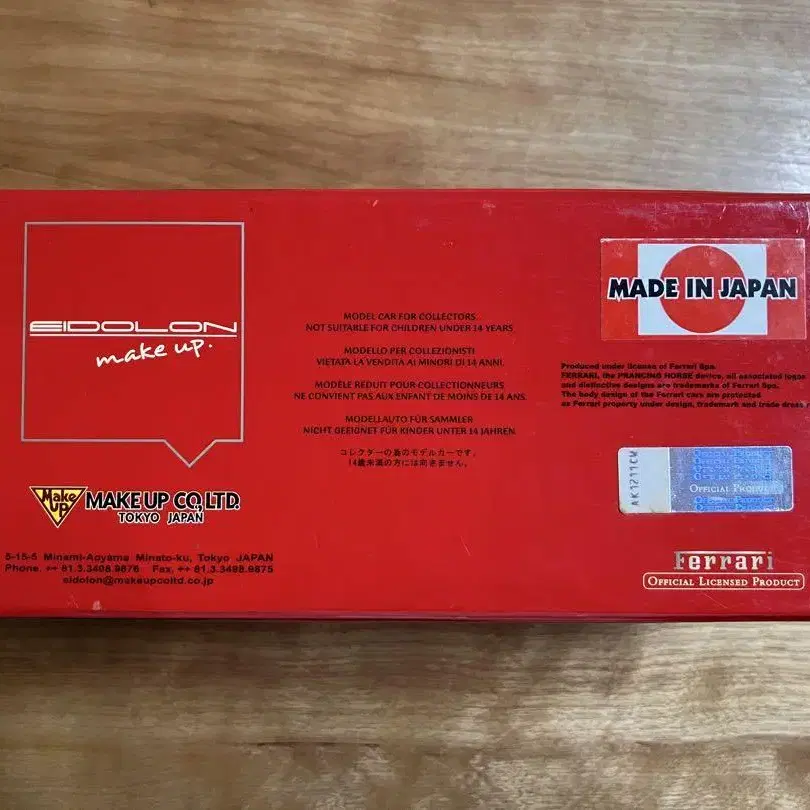 EIDOLON
make up.
Make
UP
MAKE UP CO., LTD.
TOKYO JAPAN
5-15-5 Minami-Aoyama Minato-ku, Tokyo JAPAN
Phone. ++ 81.3.3498.9876 Fax. ++ 81.3.3498.9875
eidolon@makeupcoltd.co.jp
MODEL CAR FOR COLLECTORS.
NOT SUITABLE FOR CHILDREN UNDER 14 YEARS
MODELLO PER COLLEZIONISTI
VIETATA LA VENDITA AI MINORI DI 14 ANNI.
MODÈLE RÉDUIT POUR COLLECTIONNEURS
NE CONVIENT PAS AUX ENFANT DE MOINS DE 14 ANS.
MODELLAUTO FÜR SAMMLER
NICHT GEEIGNET FÜR KINDER UNTER 14 JAHREN.
コレクターの為のモデルカーです。
14歳未満の方には向きません。
MADE IN JAPAN
Produced under license of Ferrari Spa.
FERRARI, the PRANCING HORSE device, all associated logos
and distinctive designs are trademarks of Ferrari Spa.
The body design of the Ferrari cars are protected
as Ferrari property under design, trademark and trade dress
AK1211CW
OFFICIAL PRODUCT
Ferrari
OFFICIAL LICENSED PRODUCT